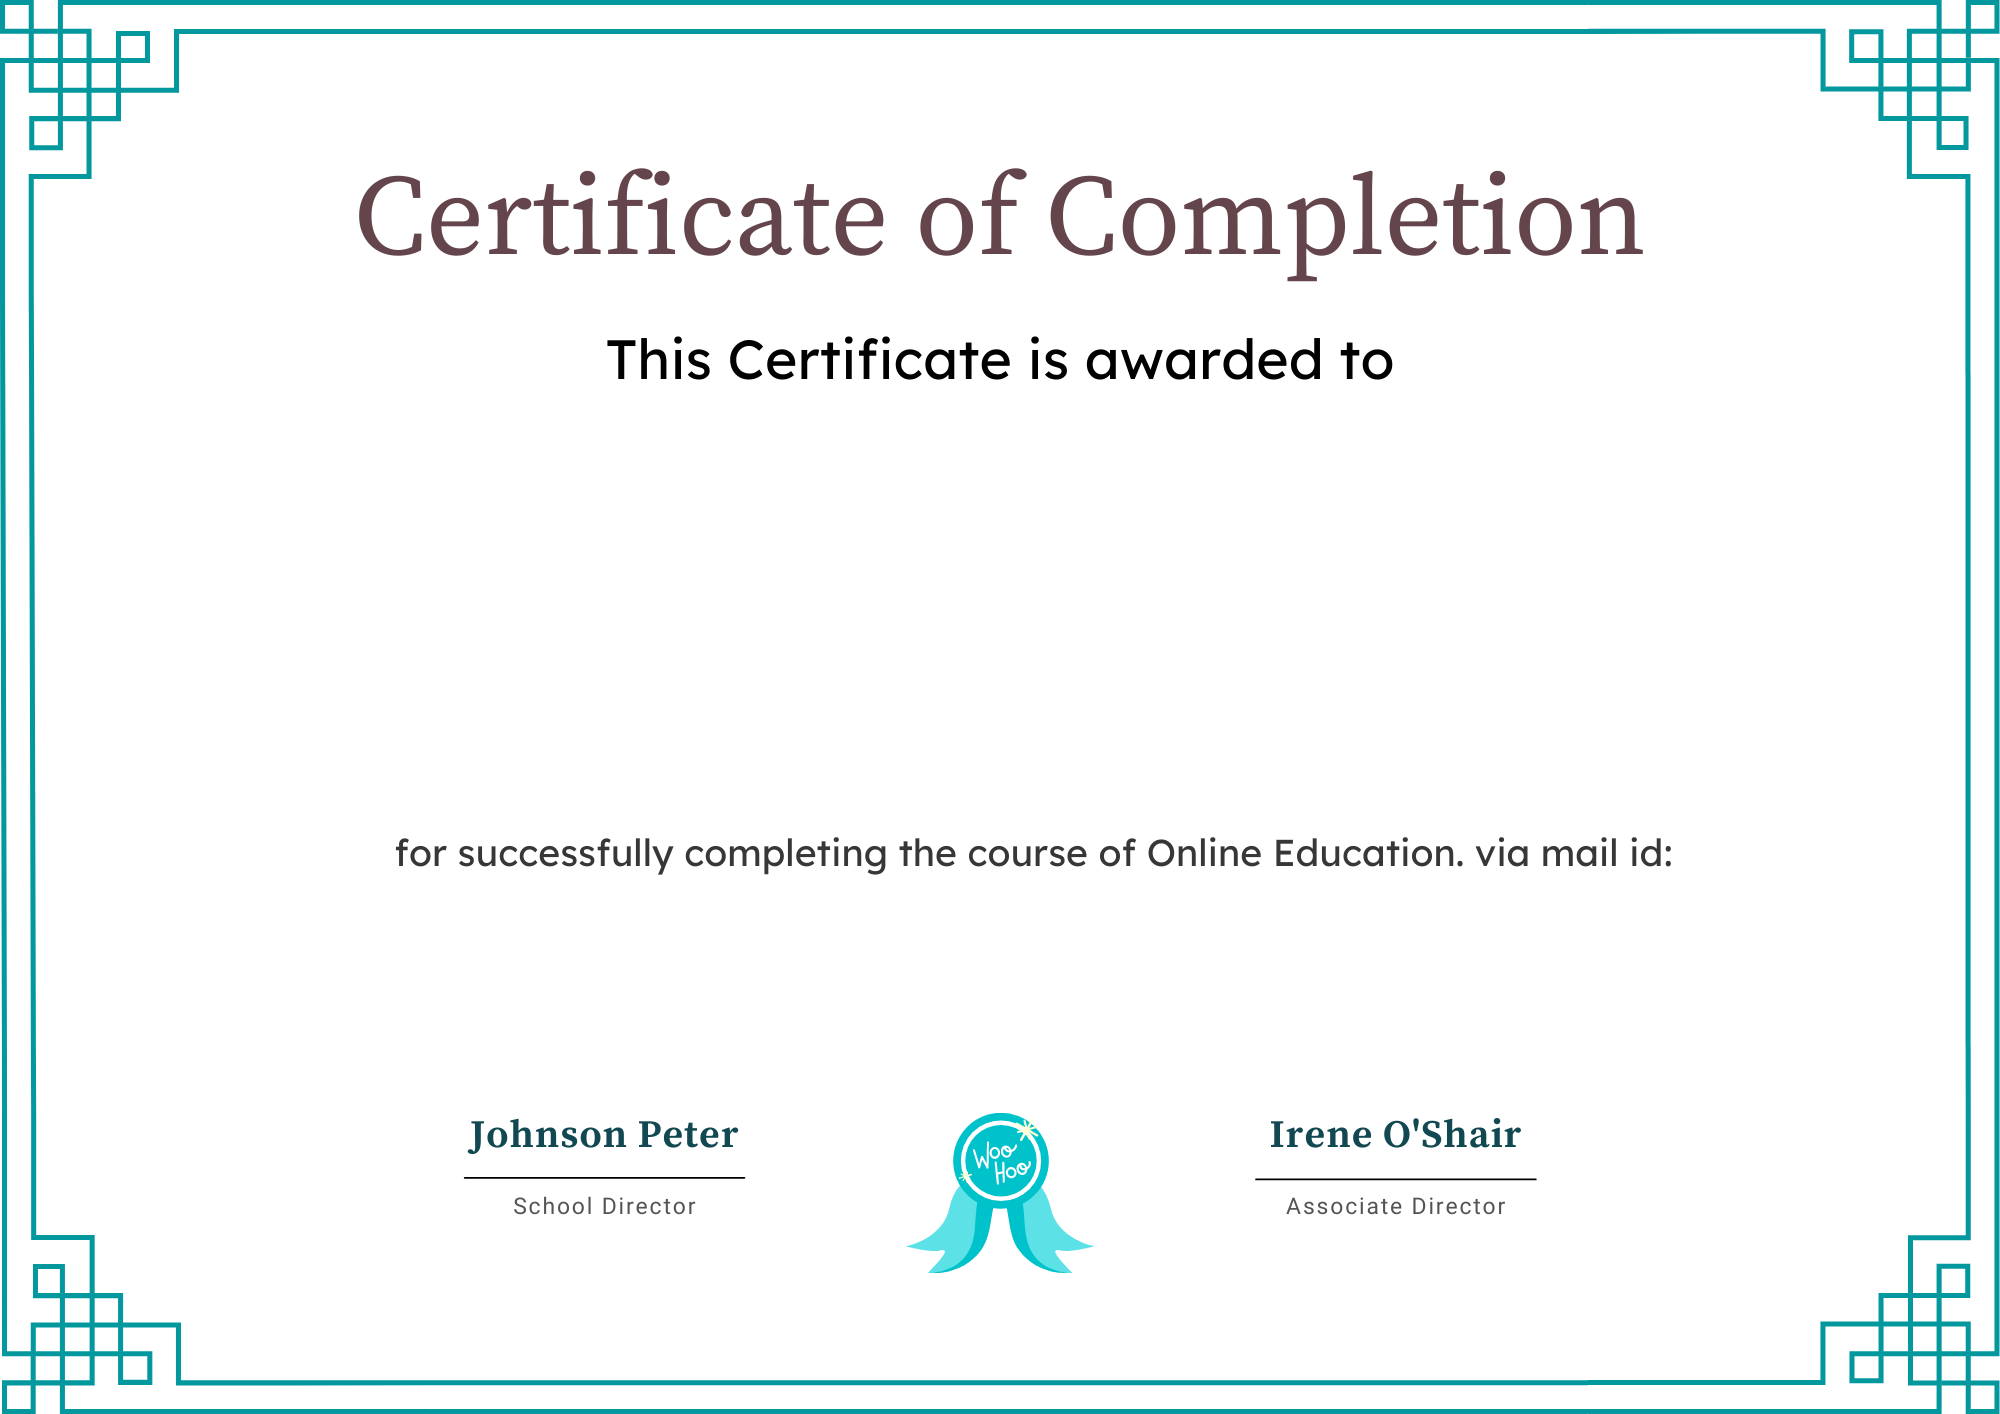 Certificate of Completion
This Certificate is awarded to
for successfully completing the course of Online Education. via mail id:
Johnson Peter
School Director
Woo
Hoo
Irene O'Shair
Associate Director